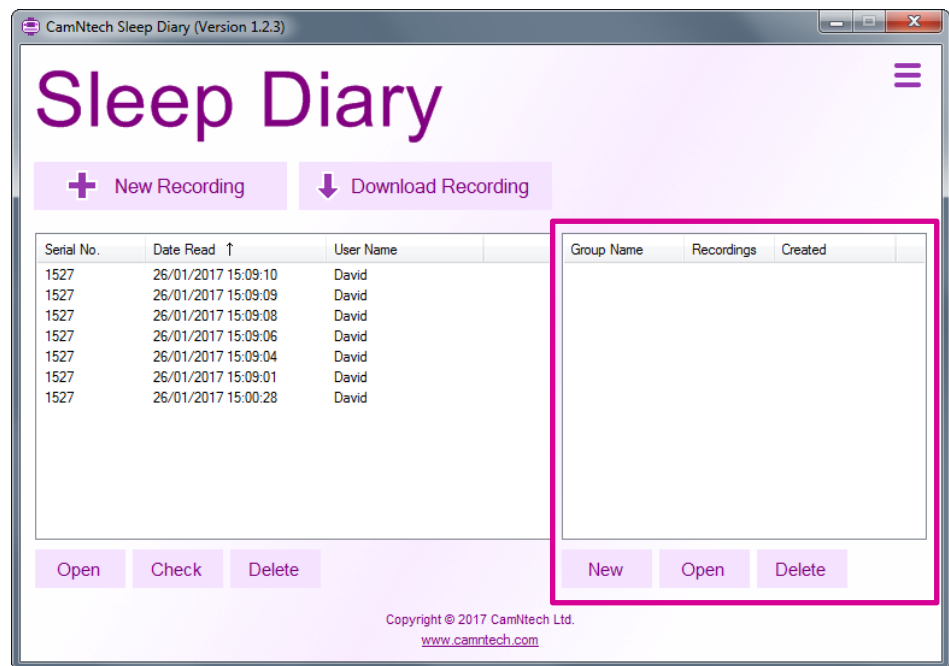 CamNtech Sleep Diary (Version 1.2.3)
Sleep Diary
New Recording
Download Recording
Serial No. Date Read ↑ User Name
1527 26/01/2017 15:09:10 David
1527 26/01/2017 15:09:09 David
1527 26/01/2017 15:09:08 David
1527 26/01/2017 15:09:06 David
1527 26/01/2017 15:09:04 David
1527 26/01/2017 15:09:01 David
1527 26/01/2017 15:00:28 David
Open Check Delete
Group Name Recordings Created
New Open Delete
Copyright © 2017 CamNtech Ltd.
www.camntech.com